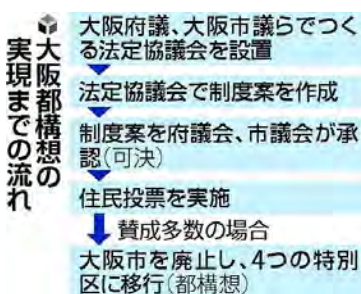 大阪都構想の
実現までの流れ
大阪府議、大阪市議らでつく
る法定協議会を設置
法定協議会で制度案を作成
制度案を府議会、市議会が承
認(可決)
住民投票を実施
賛成多数の場合
大阪市を廃止し、4つの特別
区に移行(都構想)